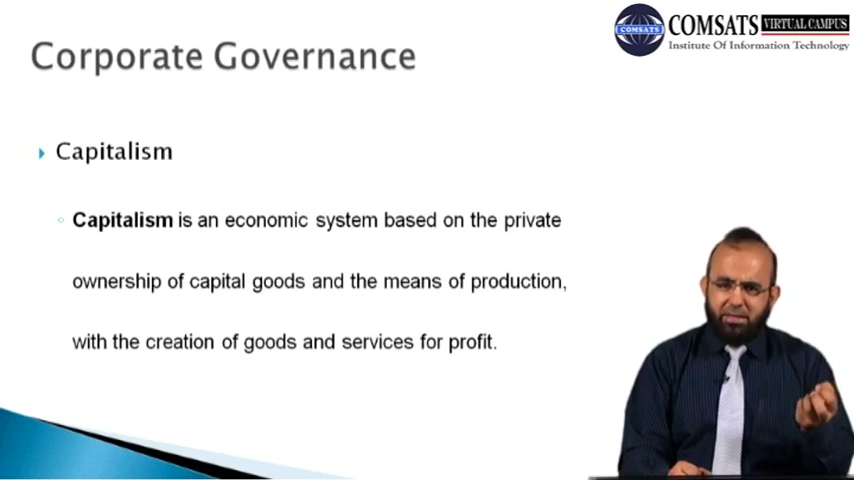 COMSATS VIRTUAL CAMPUS
COMSATS
Institute Of Information Technology
Corporate Governance
Capitalism
Capitalism is an economic system based on the private
ownership of capital goods and the means of production,
with the creation of goods and services for profit.